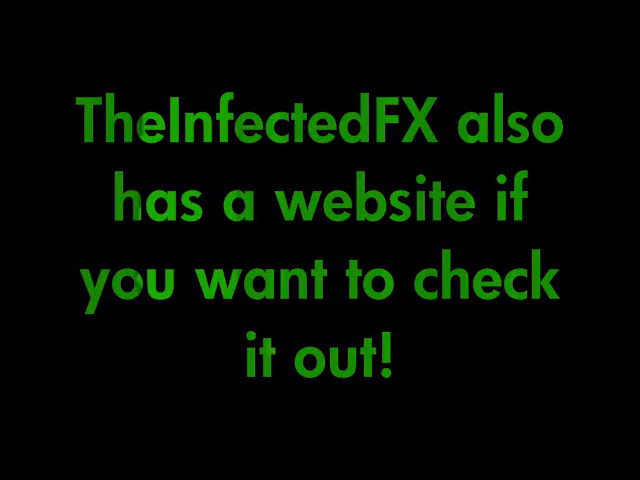 TheInfectedFX also
has a website if
you want to check
it out!